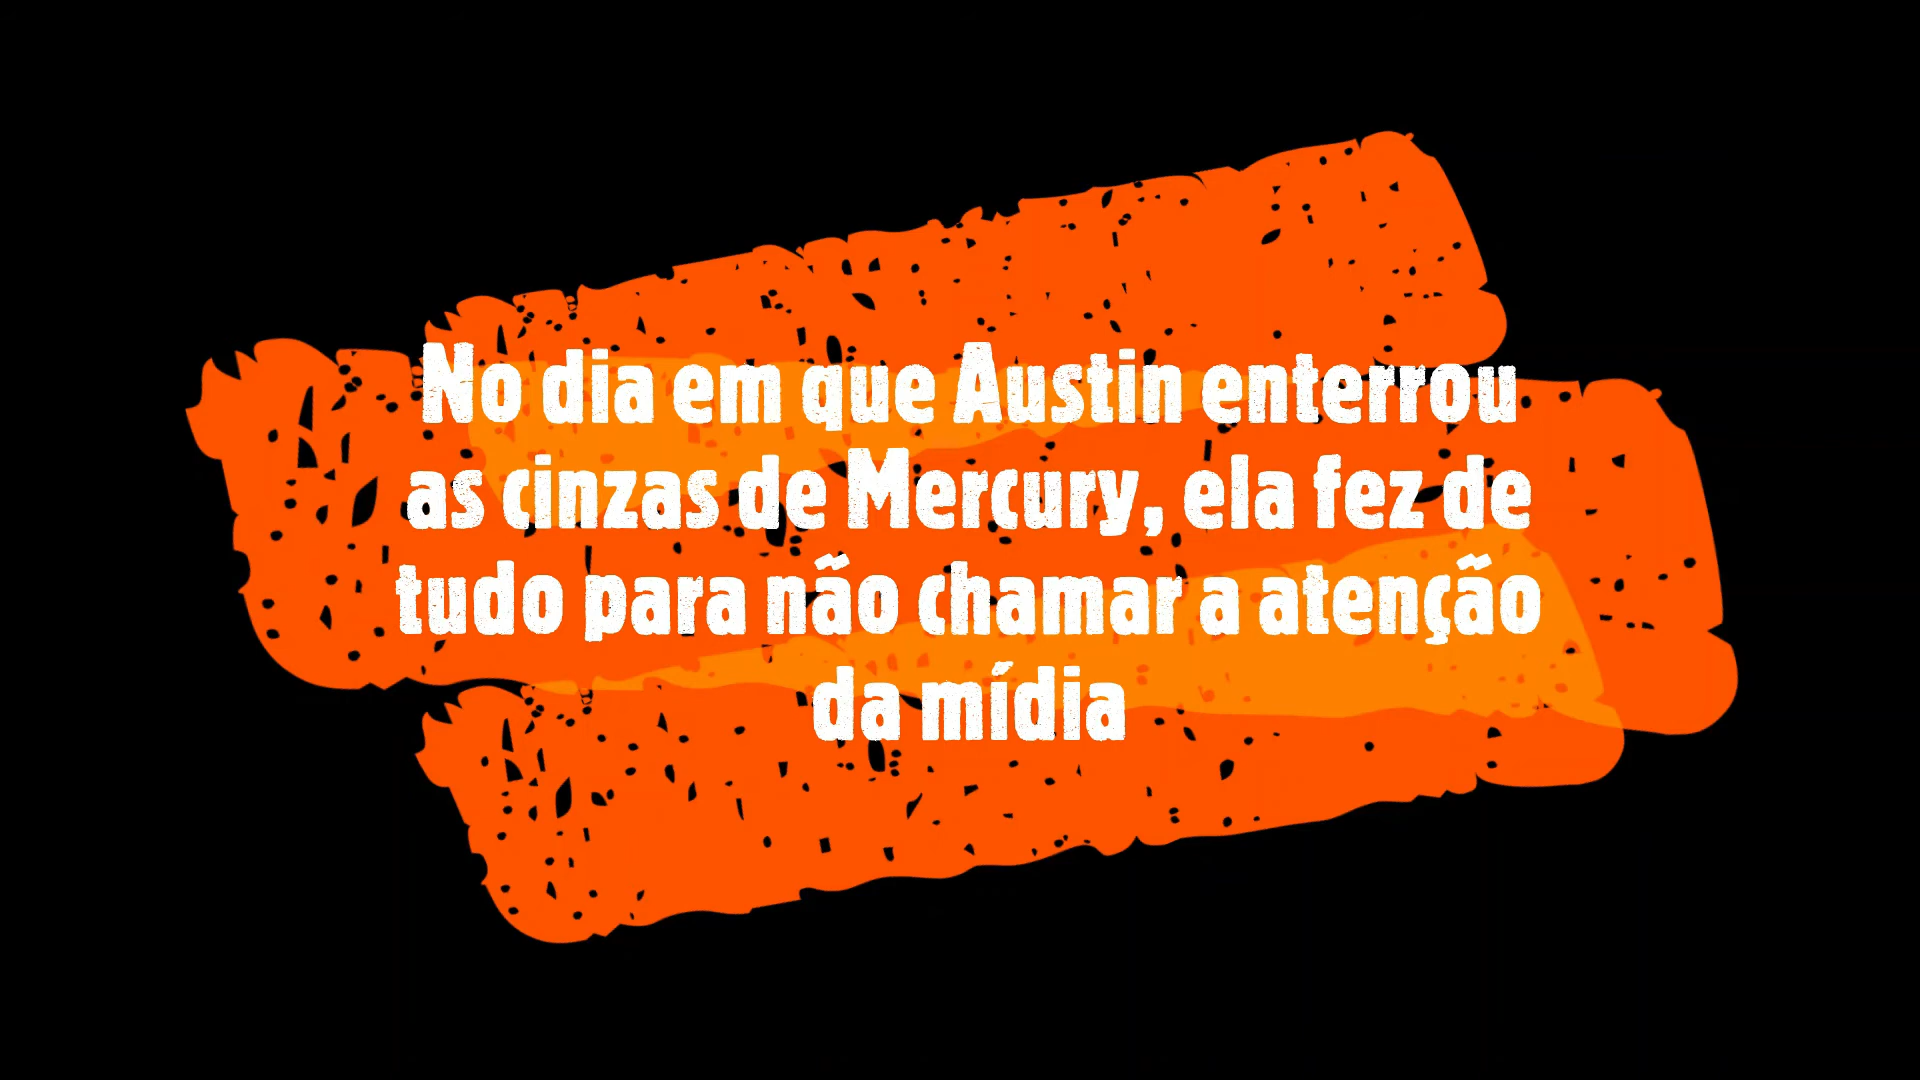 No dia em que Austin enterrou
as cinzas de Mercury, ela fez de
tudo para não chamar a atenção
da mídia